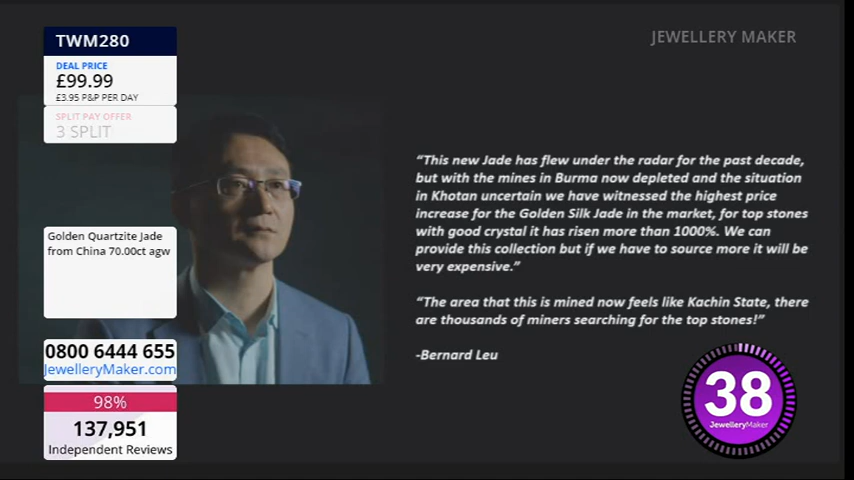 TWM280
DEAL PRICE
£99.99
£3.95 P&P PER DAY
SPLIT PAY OFFER
3 SPLIT
Golden Quartzite Jade
from China 70.00ct agw
0800 6444 655
JewelleryMaker.com
98%
137,951
Independent Reviews
JEWELLERY MAKER
“This new Jade has flew under the radar for the past decade,
but with the mines in Burma now depleted and the situation
in Khotan uncertain we have witnessed the highest price
increase for the Golden Silk Jade in the market, for top stones
with good crystal it has risen more than 1000%. We can
provide this collection but if we have to source more it will be
very expensive.”
“The area that this is mined now feels like Kachin State, there
are thousands of miners searching for the top stones!”
-Bernard Leu
38
JewelleryMaker